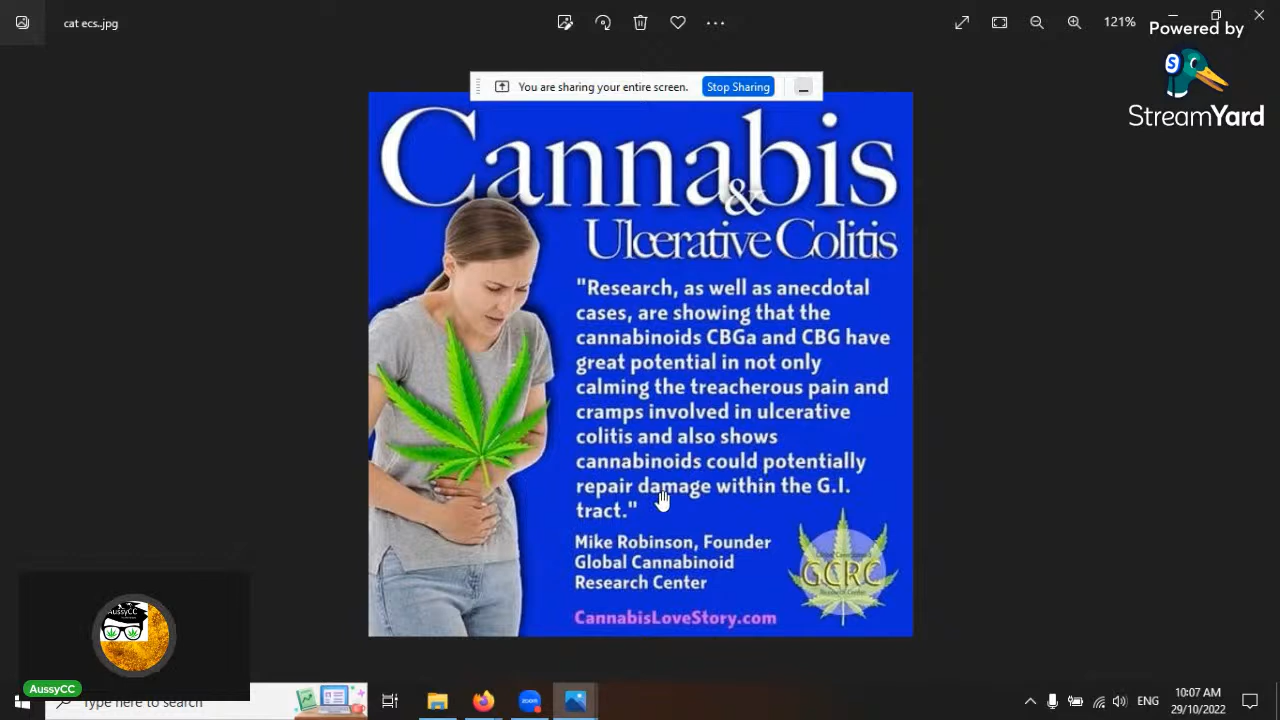 cat ecs..jpg
121%
Powered by
StreamYard
You are sharing your entire screen.
Stop Sharing
Cannabis
&
Ulcerative Colitis
"Research, as well as anecdotal
cases, are showing that the
cannabinoids CBGa and CBG have
great potential in not only
calming the treacherous pain and
cramps involved in ulcerative
colitis and also shows
cannabinoids could potentially
repair damage within the G.I.
tract."
Mike Robinson, Founder
Global Cannabinoid
Research Center
GCRC
CannabisLoveStory.com
AussyCC
AussyCC
Type here to search
zoom
ENG
10:07 AM
29/10/2022